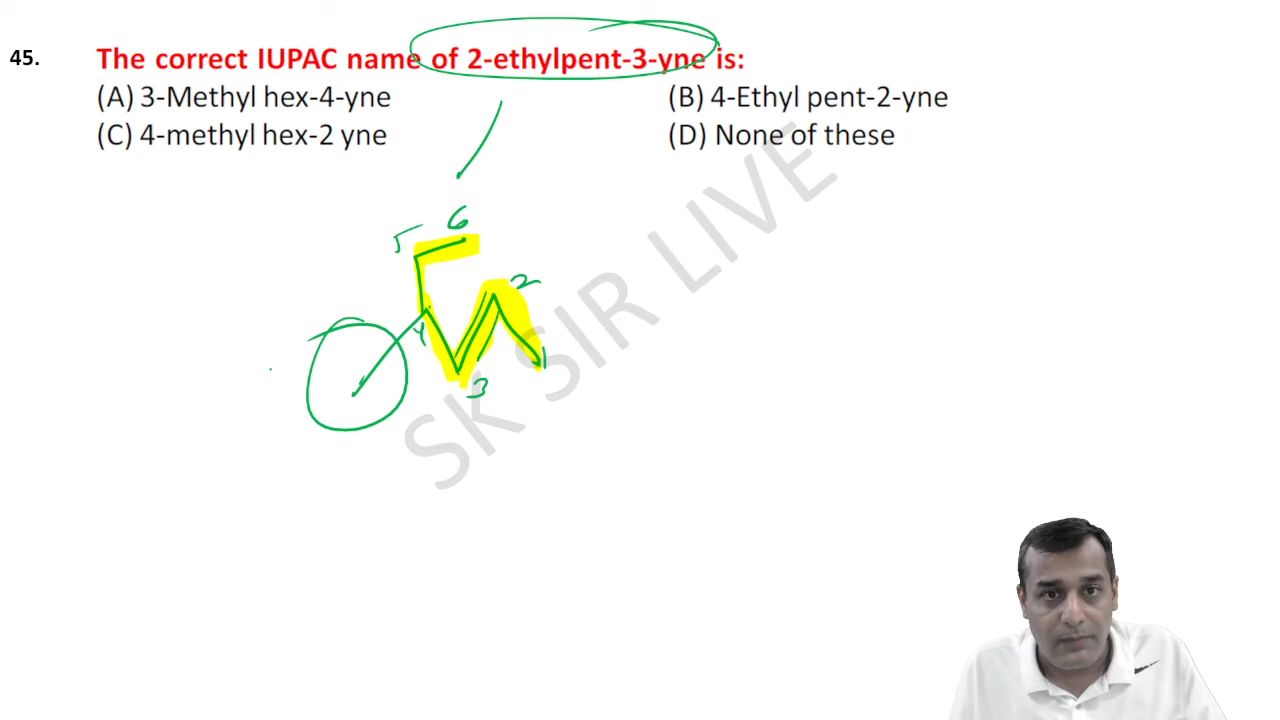 45. The correct IUPAC name of 2-ethylpent-3-yne is:
(A) 3-Methyl hex-4-yne (B) 4-Ethyl pent-2-yne
(C) 4-methyl hex-2 yne (D) None of these
5 6
2
4
3 1
SK SIR LIVE